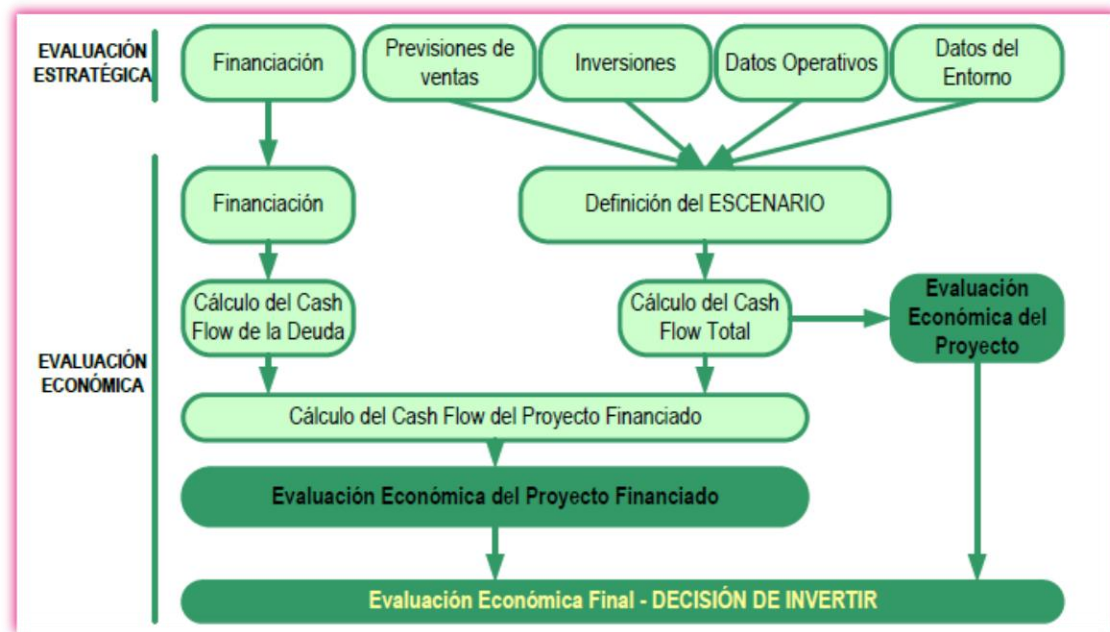 EVALUACIÓN
ESTRATÉGICA
Financiación
Previsiones de
ventas
Inversiones
Datos Operativos
Datos del
Entorno
EVALUACIÓN
ECONÓMICA
Financiación
Definición del ESCENARIO
Cálculo del Cash
Flow de la Deuda
Cálculo del Cash
Flow Total
Evaluación
Económica del
Proyecto
Cálculo del Cash Flow del Proyecto Financiado
Evaluación Económica del Proyecto Financiado
Evaluación Económica Final - DECISIÓN DE INVERTIR